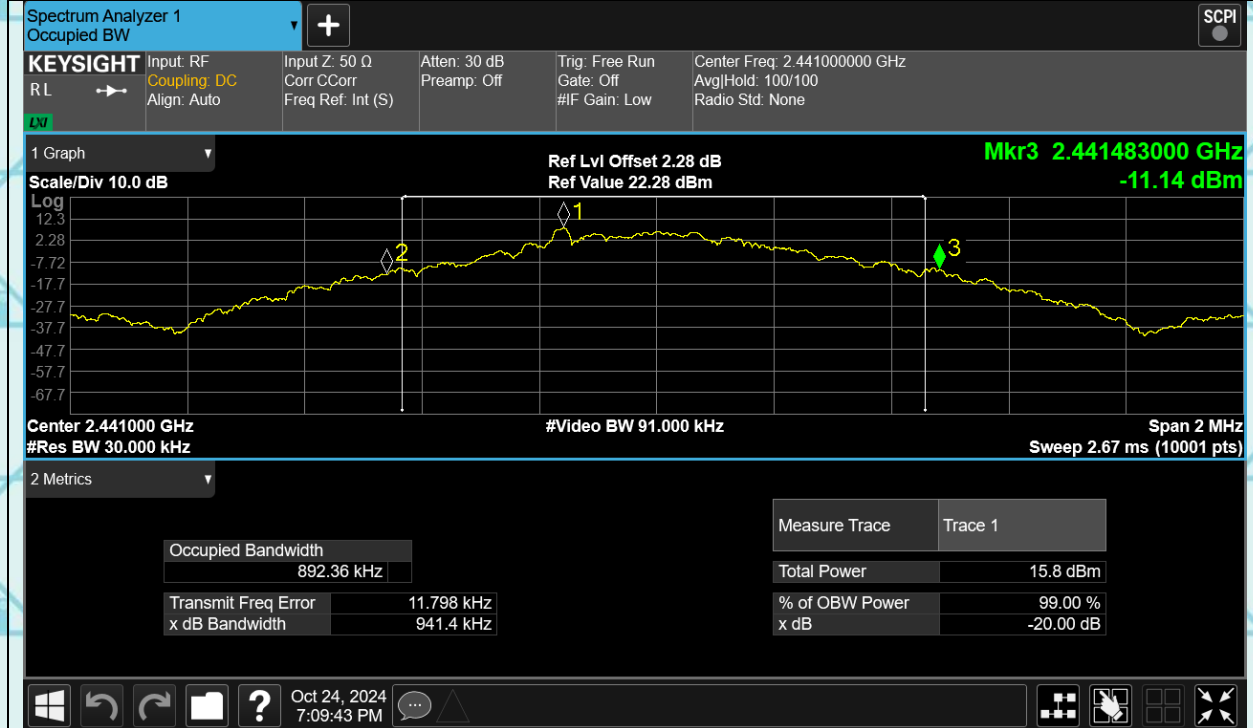 Spectrum Analyzer 1
Occupied BW
+
SCPI
KEYSIGHT
R L
LXI
Input: RF
Coupling: DC
Align: Auto
Input Z: 50 Ω
Corr CCorr
Freq Ref: Int (S)
Atten: 30 dB
Preamp: Off
Trig: Free Run
Gate: Off
#IF Gain: Low
Center Freq: 2.441000000 GHz
Avg|Hold: 100/100
Radio Std: None
1 Graph
Scale/Div 10.0 dB
Log
Ref Lvl Offset 2.28 dB
Ref Value 22.28 dBm
Mkr3 2.441483000 GHz
-11.14 dBm
12.3
2.28
-7.72
-17.7
-27.7
-37.7
-47.7
-57.7
-67.7
1
2
3
Center 2.441000 GHz
#Res BW 30.000 kHz
#Video BW 91.000 kHz
Span 2 MHz
Sweep 2.67 ms (10001 pts)
2 Metrics
Occupied Bandwidth
892.36 kHz
Transmit Freq Error 11.798 kHz
x dB Bandwidth 941.4 kHz
Measure Trace Trace 1
Total Power 15.8 dBm
% of OBW Power 99.00 %
x dB -20.00 dB
?
Oct 24, 2024
7:09:43 PM